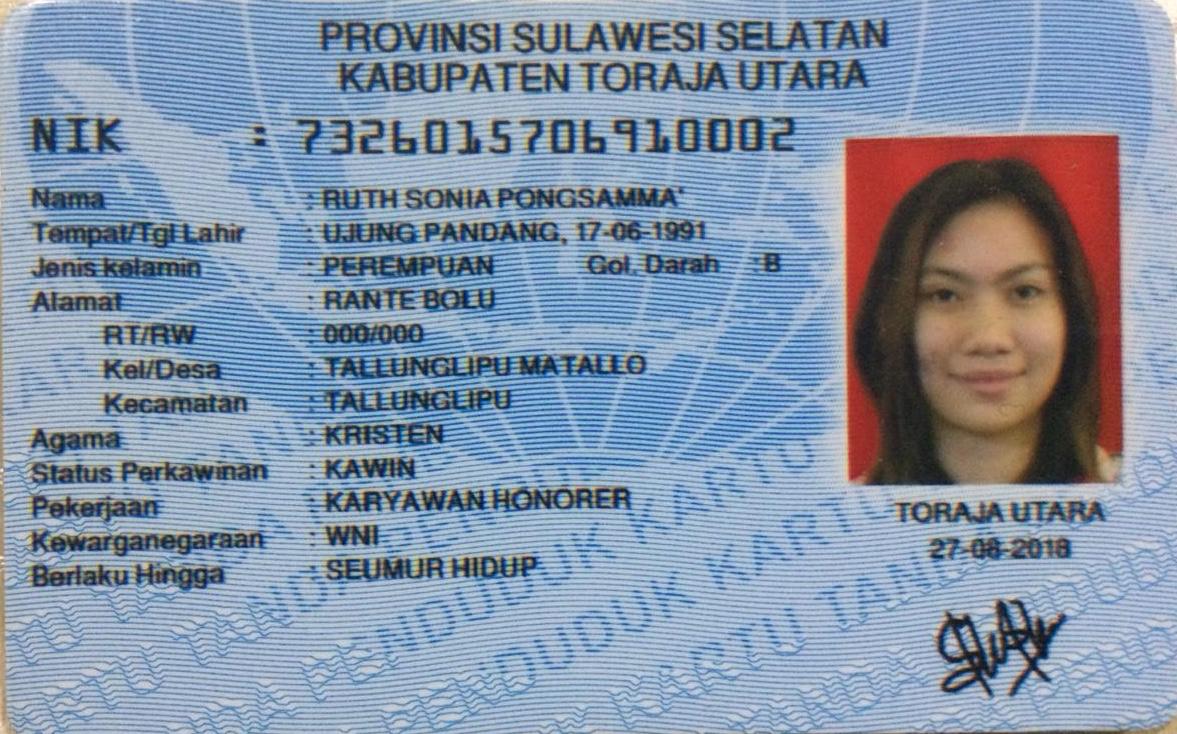 PROVINSI SULAWESI SELATAN
KABUPATEN TORAJA UTARA
NIK : 7326015706910002
Nama : RUTH SONIA PONGSAMMA'
Tempat/Tgl Lahir : UJUNG PANDANG, 17-06-1991
Jenis kelamin : PEREMPUAN Gol. Darah : B
Alamat : RANTE BOLU
RT/RW : 000/000
Kel/Desa : TALLUNGLIPU MATALLO
Kecamatan : TALLUNGLIPU
Agama : KRISTEN
Status Perkawinan : KAWIN
Pekerjaan : KARYAWAN HONORER
Kewarganegaraan : WNI
Berlaku Hingga : SEUMUR HIDUP
TORAJA UTARA
27-08-2018